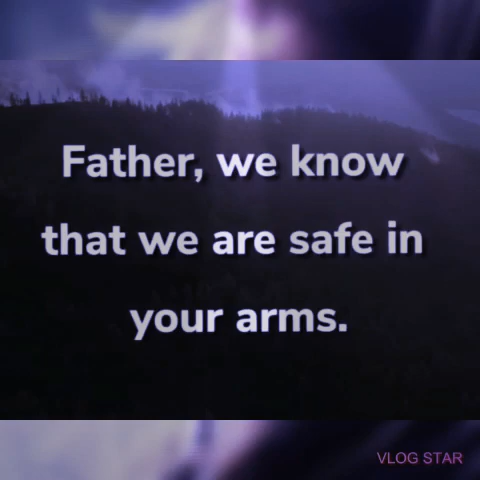 Father, we know
that we are safe in
your arms.
VLOG STAR